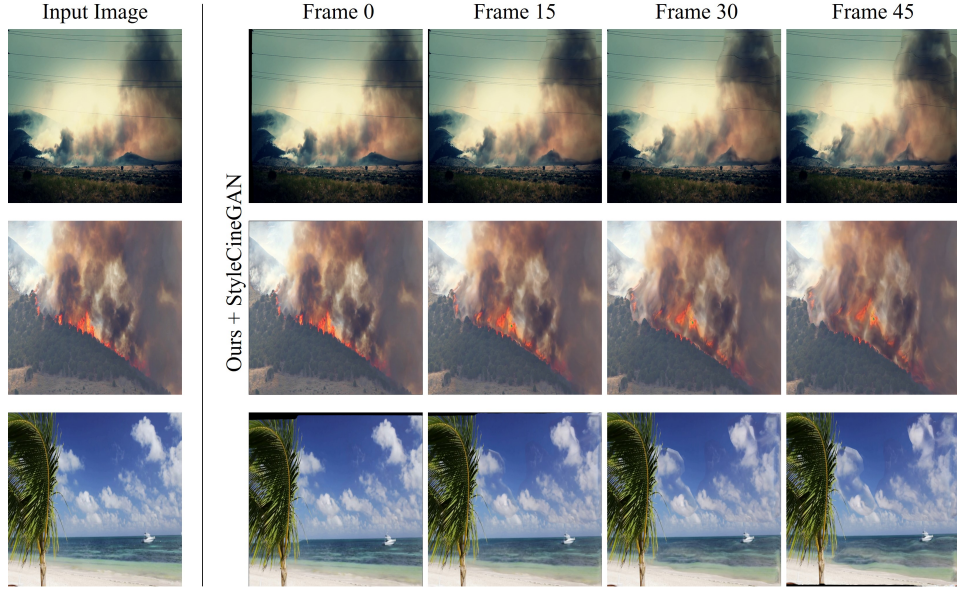 Input Image
Frame 0
Frame 15
Frame 30
Frame 45
Ours + StyleCineGAN